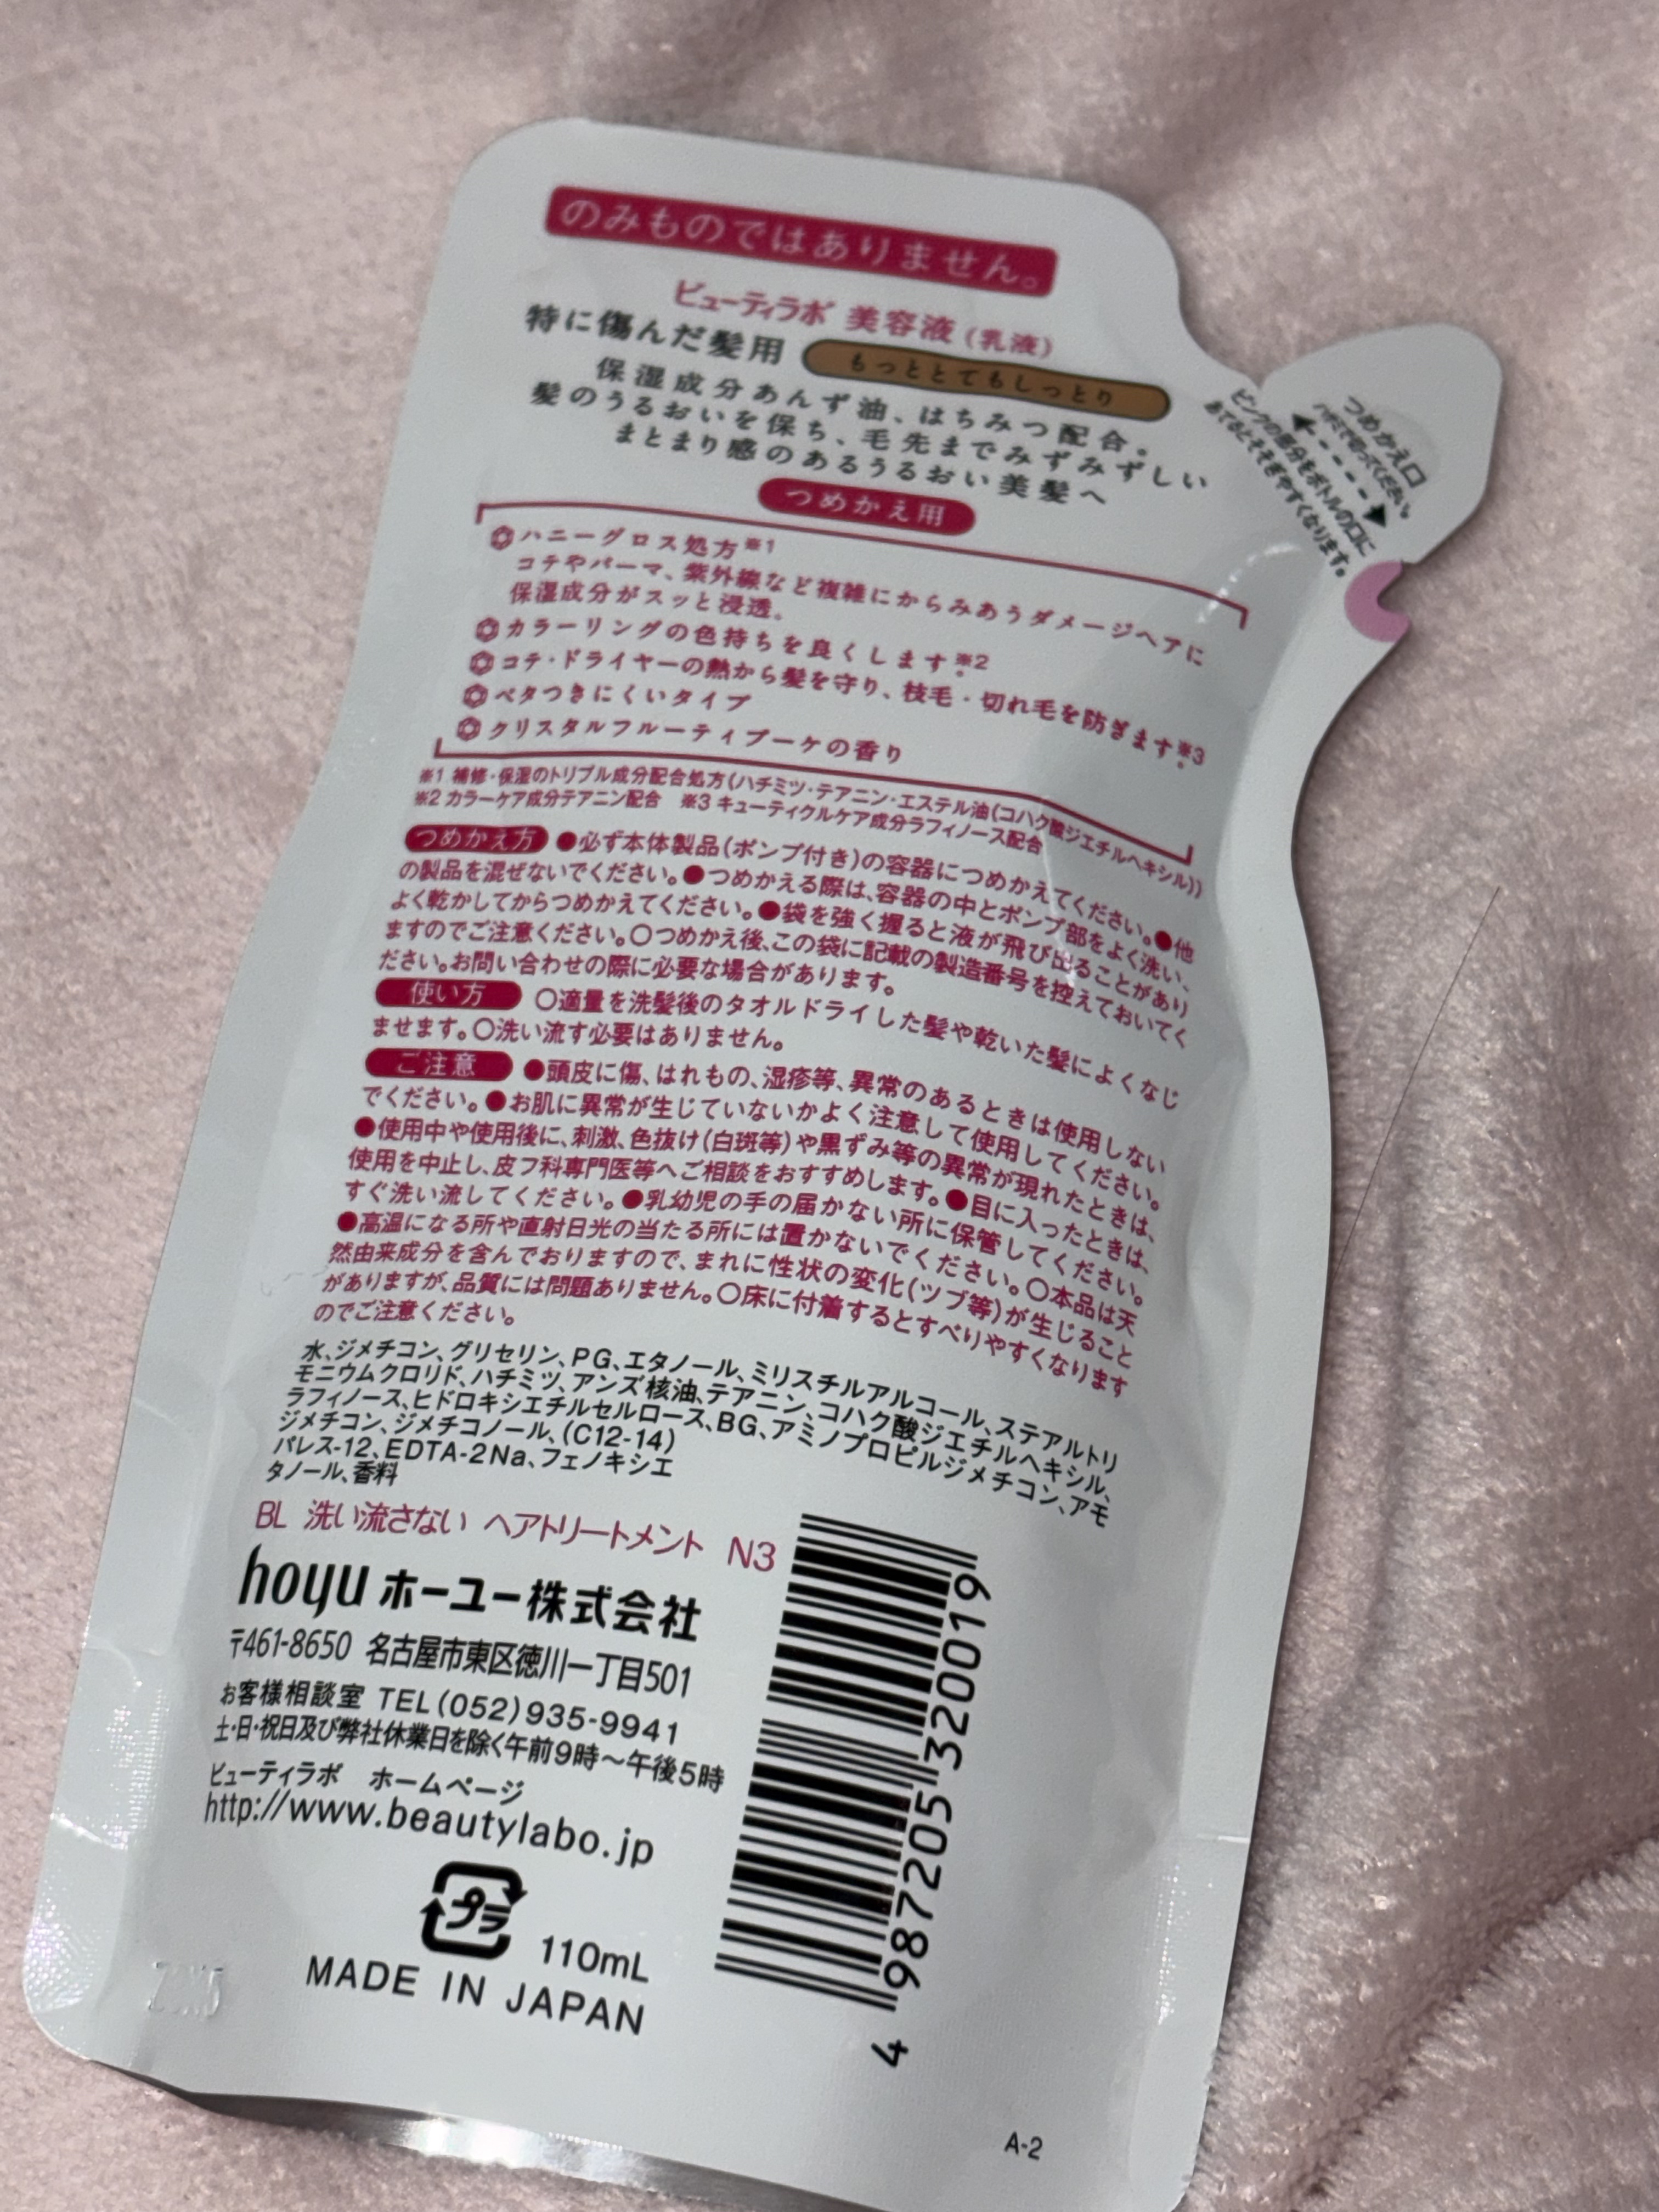 のみものではありません。
ビューティラボ 美容液(乳液)
特に傷んだ髪用 もっととてもしっとり
保湿成分あんず油、はちみつ配合。
髪のうるおいを保ち、毛先までみずみずしい
まとまり感のあるうるおい美髪へ
つめかえ用
つめかえ口
ハサミで切ってください。
ピンクの部分をボトルの口に
あてるとそそぎやすくなります。
ハニーグロス処方※1
コテやパーマ、紫外線など複雑にからみあうダメージヘアに
保湿成分がスッと浸透。
カラーリングの色持ちを良くします※2。
コテ・ドライヤーの熱から髪を守り、枝毛・切れ毛を防ぎます※3。
ベタつきにくいタイプ
クリスタルフルーティブーケの香り
※1 補修・保湿のトリプル成分配合処方(ハチミツ・テアニン・エステル油(コハク酸ジエチルヘキシル))
※2 カラーケア成分テアニン配合 ※3 キューティクルケア成分ラフィノース配合
つめかえ方 ●必ず本体製品(ポンプ付き)の容器につめかえてください。●他
の製品を混ぜないでください。●つめかえる際は、容器の中とポンプ部をよく洗い、
よく乾かしてからつめかえてください。●袋を強く握ると液が飛び出ることがあり
ますのでご注意ください。○つめかえ後、この袋に記載の製造番号を控えておいてく
ださい。お問い合わせの際に必要な場合があります。
使い方 ○適量を洗髪後のタオルドライした髪や乾いた髪によくなじ
ませます。○洗い流す必要はありません。
ご注意 ●頭皮に傷、はれもの、湿疹等、異常のあるときは使用しない
でください。●お肌に異常が生じていないかよく注意して使用してください。
●使用中や使用後に、刺激、色抜け(白斑等)や黒ずみ等の異常が現れたときは、
使用を中止し、皮フ科専門医等へご相談をおすすめします。●目に入ったときは、
すぐ洗い流してください。●乳幼児の手の届かない所に保管してください。
●高温になる所や直射日光の当たる所には置かないでください。○本品は天
然由来成分を含んでおりますので、まれに性状の変化(ツブ等)が生じること
がありますが、品質には問題ありません。○床に付着するとすべりやすくなります
のでご注意ください。
水、ジメチコン、グリセリン、PG、エタノール、ミリスチルアルコール、ステアルトリ
モニウムクロリド、ハチミツ、アンズ核油、テアニン、コハク酸ジエチルヘキシル、
ラフィノース、ヒドロキシエチルセルロース、BG、アミノプロピルジメチコン、アモ
ジメチコン、ジメチコノール、(C12-14)
パレス-12、EDTA-2Na、フェノキシエ
タノール、香料
BL 洗い流さない ヘアトリートメント N3
hoyu ホーユー株式会社
〒461-8650 名古屋市東区徳川一丁目501
お客様相談室 TEL(052)935-9941
土・日・祝日及び弊社休業日を除く午前9時～午後5時
ビューティラボ ホームページ
http://www.beautylabo.jp
プラ 110mL
MADE IN JAPAN
4 987205 320019
A-2